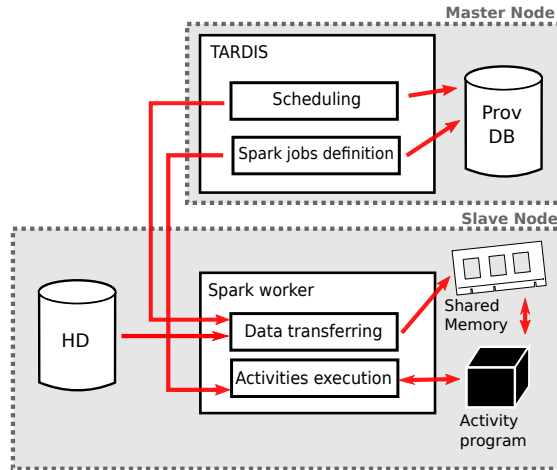 Master Node
TARDIS
Scheduling
Spark jobs definition
Prov
DB
Slave Node
HD
Spark worker
Data transferring
Activities execution
Shared
Memory
Activity
program